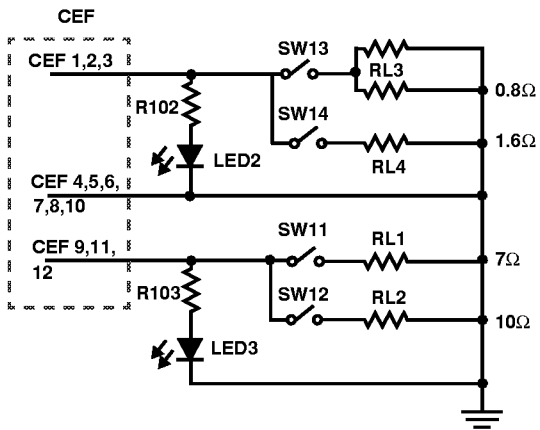 CEF
CEF 1,2,3
SW13
RL3
R102
0.8Ω
SW14
1.6Ω
LED2
RL4
CEF 4,5,6,
7,8,10
SW11
RL1
CEF 9,11,
12
7Ω
R103
SW12
RL2
10Ω
LED3